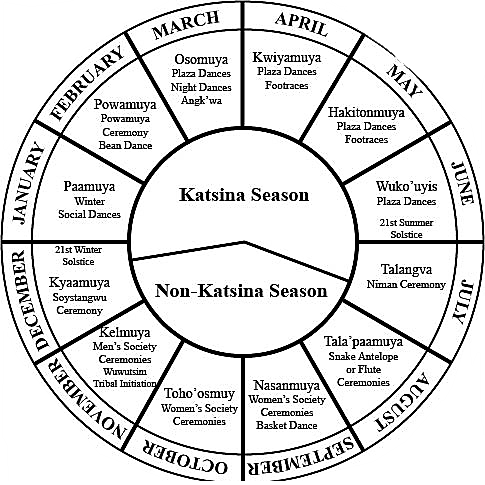 JANUARY
Paamuya
Winter
Social Dances
FEBRUARY
Powamuya
Powamuya
Ceremony
Bean Dance
MARCH
Osomuya
Plaza Dances
Night Dances
Angk'wa
APRIL
Kwiyamuya
Plaza Dances
Footraces
MAY
Hakitonmuya
Plaza Dances
Footraces
JUNE
Wuko'uyis
Plaza Dances
21st Summer
Solstice
JULY
Talangva
Niman Ceremony
AUGUST
Tala'paamuya
Snake Antelope
or Flute
Ceremonies
SEPTEMBER
Nasanmuya
Women's Society
Ceremonies
Basket Dance
OCTOBER
Toho'osmuy
Women's Society
Ceremonies
NOVEMBER
Kelmuya
Men's Society
Ceremonies
Wuwutsim
Tribal Initiation
DECEMBER
21st Winter
Solstice
Kyaamuya
Soystangwu
Ceremony
Katsina Season
Non-Katsina Season